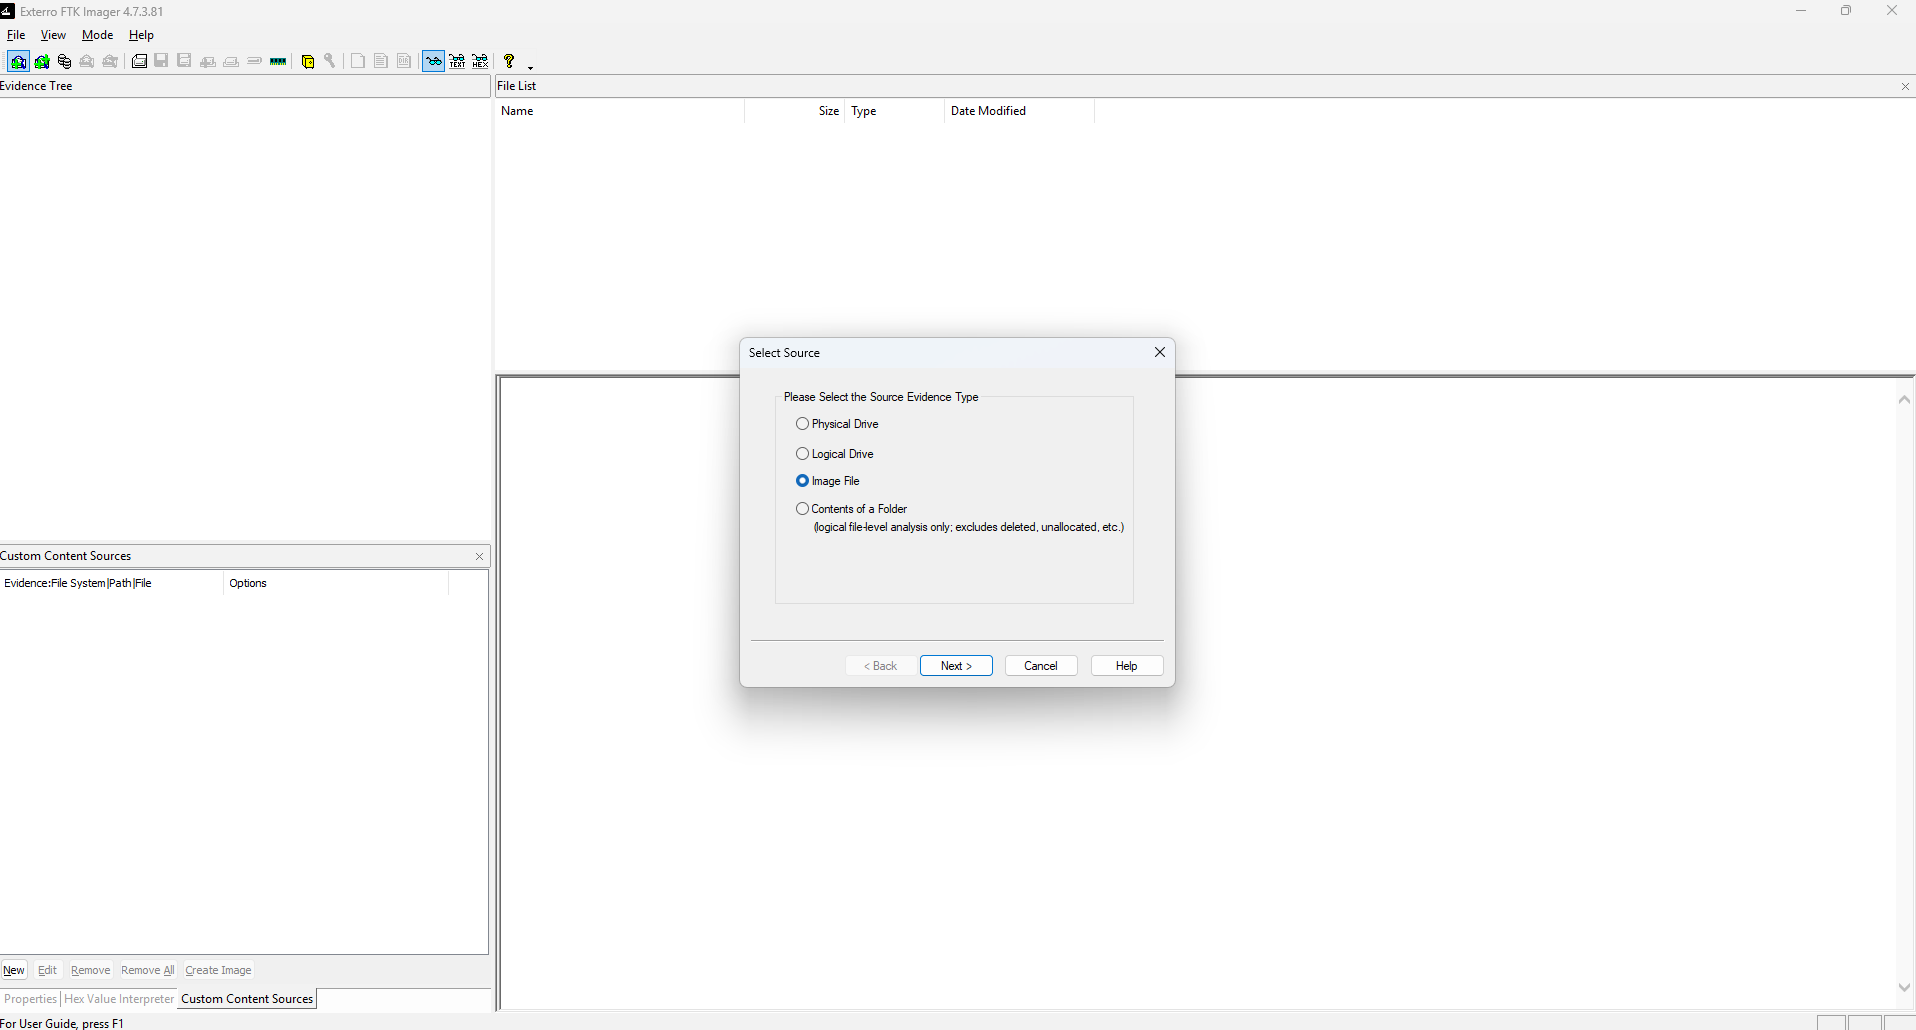 Exterro FTK Imager 4.7.3.81
File View Mode Help
TEXT HEX ?
Evidence Tree
File List
Name Size Type Date Modified
Select Source
Please Select the Source Evidence Type
Physical Drive
Logical Drive
Image File
Contents of a Folder
(logical file-level analysis only; excludes deleted, unallocated, etc.)
< Back Next > Cancel Help
Custom Content Sources
Evidence:File System|Path|File Options
New Edit Remove Remove All Create Image
Properties Hex Value Interpreter Custom Content Sources
For User Guide, press F1